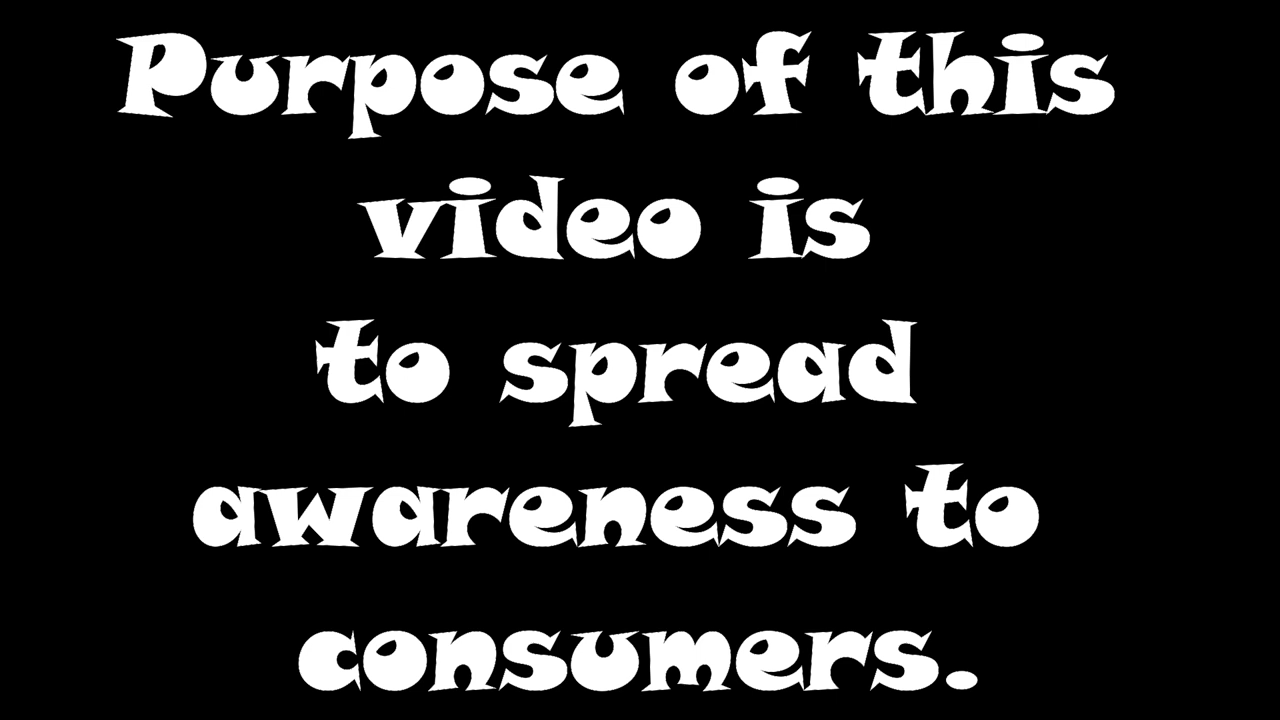 Purpose of this
video is
to spread
awareness to
consumers.